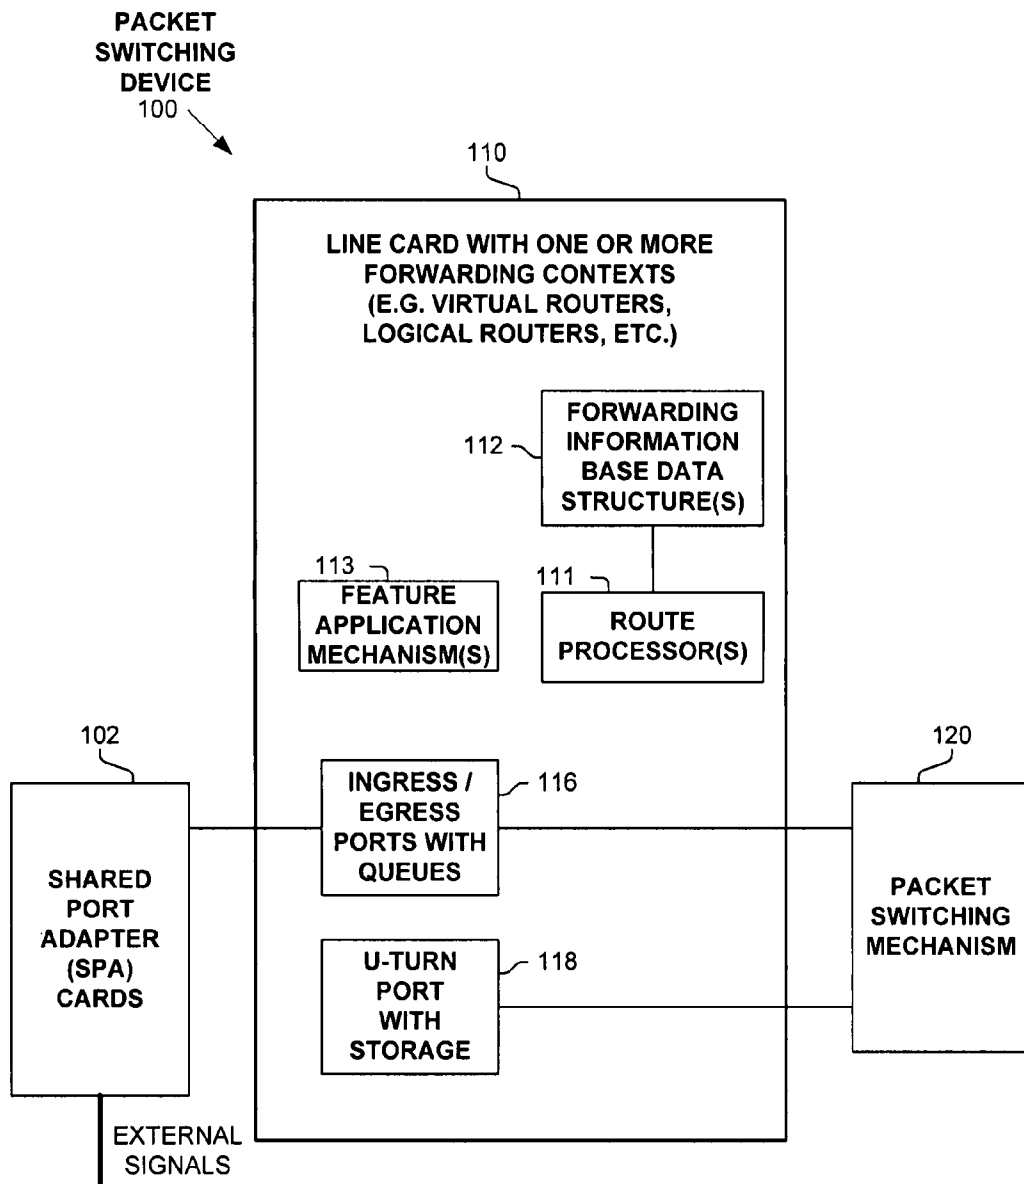 PACKET
SWITCHING
DEVICE
100
110
LINE CARD WITH ONE OR MORE
FORWARDING CONTEXTS
(E.G. VIRTUAL ROUTERS,
LOGICAL ROUTERS, ETC.)
112
FORWARDING
INFORMATION
BASE DATA
STRUCTURE(S)
113
FEATURE
APPLICATION
MECHANISM(S)
111
ROUTE
PROCESSOR(S)
102
SHARED
PORT
ADAPTER
(SPA)
CARDS
INGRESS /
EGRESS
PORTS WITH
QUEUES
116
U-TURN
PORT
WITH
STORAGE
118
120
PACKET
SWITCHING
MECHANISM
EXTERNAL
SIGNALS